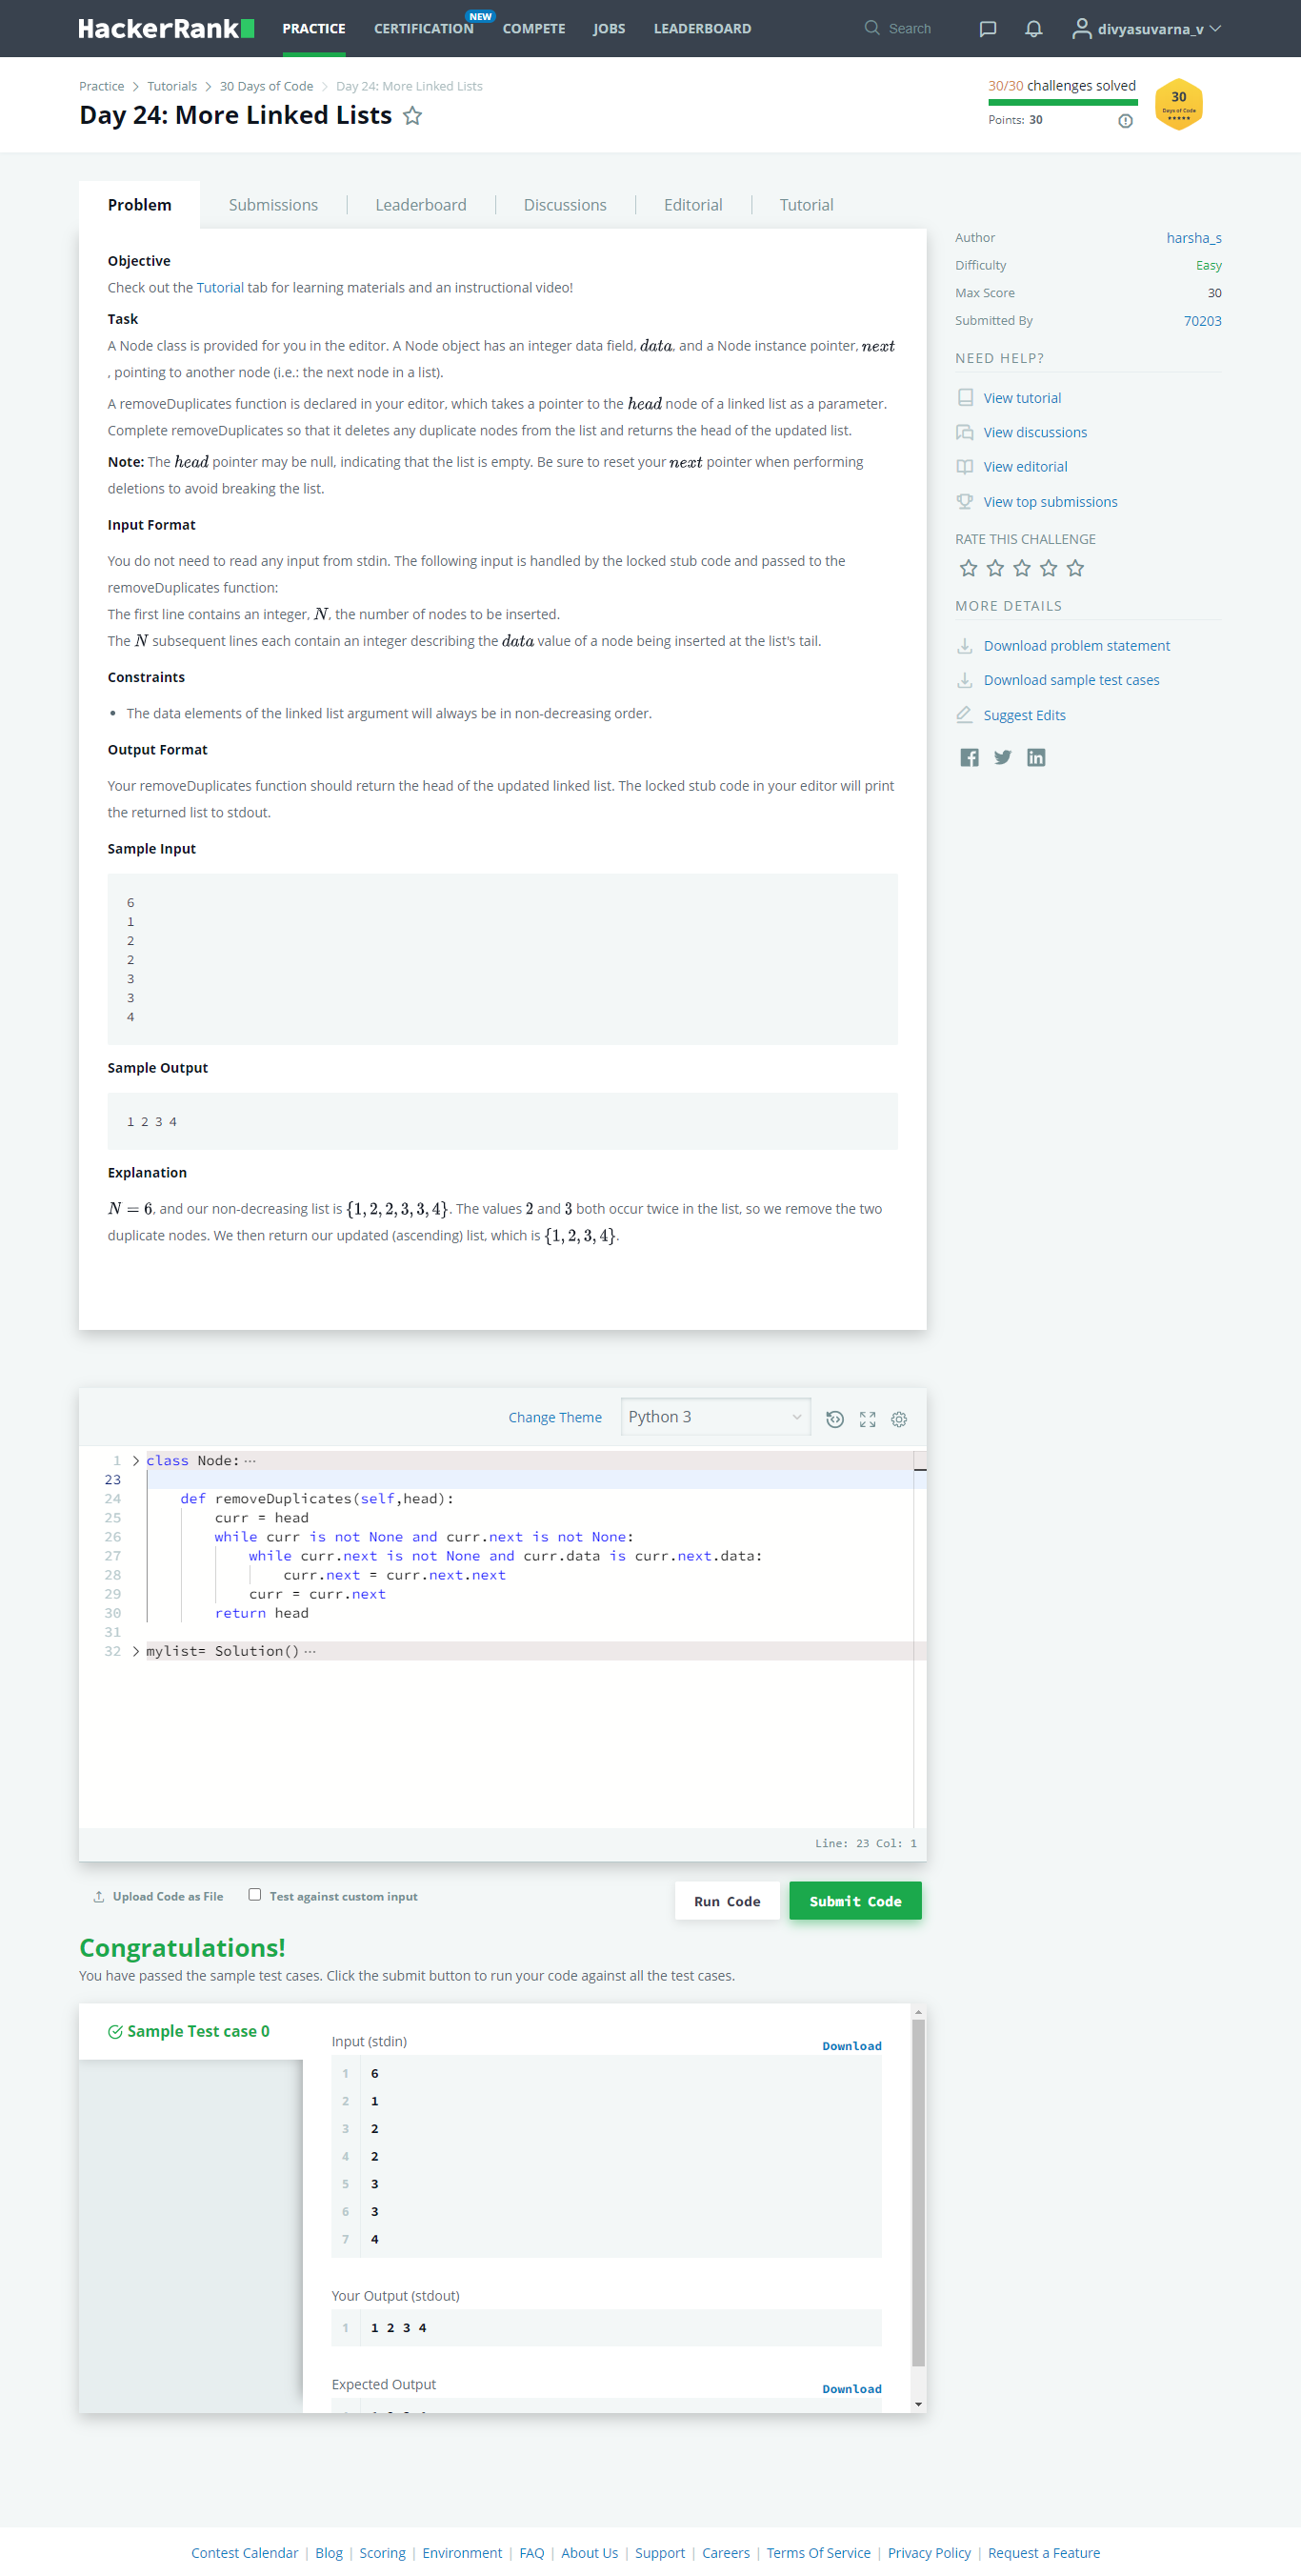 HackerRank PRACTICE CERTIFICATION NEW COMPETE JOBS LEADERBOARD Search divyasuvarna_v
Practice > Tutorials > 30 Days of Code > Day 24: More Linked Lists
Day 24: More Linked Lists
30/30 challenges solved
Points: 30
30
Days of Code
Problem Submissions Leaderboard Discussions Editorial Tutorial
Objective
Check out the Tutorial tab for learning materials and an instructional video!
Task
A Node class is provided for you in the editor. A Node object has an integer data field, data, and a Node instance pointer, next
, pointing to another node (i.e.: the next node in a list).
A removeDuplicates function is declared in your editor, which takes a pointer to the head node of a linked list as a parameter.
Complete removeDuplicates so that it deletes any duplicate nodes from the list and returns the head of the updated list.
Note: The head pointer may be null, indicating that the list is empty. Be sure to reset your next pointer when performing
deletions to avoid breaking the list.
Input Format
You do not need to read any input from stdin. The following input is handled by the locked stub code and passed to the
removeDuplicates function:
The first line contains an integer, N, the number of nodes to be inserted.
The N subsequent lines each contain an integer describing the data value of a node being inserted at the list's tail.
Constraints
• The data elements of the linked list argument will always be in non-decreasing order.
Output Format
Your removeDuplicates function should return the head of the updated linked list. The locked stub code in your editor will print
the returned list to stdout.
Sample Input
6
1
2
2
3
3
4
Sample Output
1 2 3 4
Explanation
N = 6, and our non-decreasing list is {1, 2, 2, 3, 3, 4}. The values 2 and 3 both occur twice in the list, so we remove the two
duplicate nodes. We then return our updated (ascending) list, which is {1, 2, 3, 4}.
Author harsha_s
Difficulty Easy
Max Score 30
Submitted By 70203
NEED HELP?
View tutorial
View discussions
View editorial
View top submissions
RATE THIS CHALLENGE
MORE DETAILS
Download problem statement
Download sample test cases
Suggest Edits
Change Theme Python 3
1 > class Node: ···
23
24 def removeDuplicates(self,head):
25 curr = head
26 while curr is not None and curr.next is not None:
27 while curr.next is not None and curr.data is curr.next.data:
28 curr.next = curr.next.next
29 curr = curr.next
30 return head
31
32 > mylist= Solution() ···
Line: 23 Col: 1
Upload Code as File Test against custom input Run Code Submit Code
Congratulations!
You have passed the sample test cases. Click the submit button to run your code against all the test cases.
Sample Test case 0
Input (stdin) Download
1 6
2 1
3 2
4 2
5 3
6 3
7 4
Your Output (stdout)
1 1 2 3 4
Expected Output Download
Contest Calendar | Blog | Scoring | Environment | FAQ | About Us | Support | Careers | Terms Of Service | Privacy Policy | Request a Feature